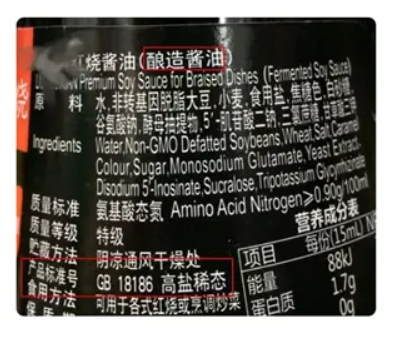 红烧酱油(酿造酱油)
Premium Soy Sauce for Braised Dishes (Fermented Soy Sauce)
原 料 水,非转基因脱脂大豆,小麦,食用盐,焦糖色,白砂糖,
谷氨酸钠,酵母抽提物,5'-肌苷酸二钠,三氯蔗糖,甘草酸三钾
Ingredients Water,Non-GMO Defatted Soybeans,Wheat,Salt,Caramel
Colour,Sugar,Monosodium Glutamate,Yeast Extract,
Disodium 5'-Inosinate,Sucralose,Tripotassium Glycyrrhizinate
质量标准 氨基酸态氮 Amino Acid Nitrogen≥0.90g/100ml
质量等级 特级
贮藏方法 阴凉通风干燥处
产品标准号 GB 18186 高盐稀态
食用方法 可用于各式红烧或烹调炒菜
营养成分表
项目 每份(15mL)
能量 88kJ
蛋白质 1.7g
0g
烧